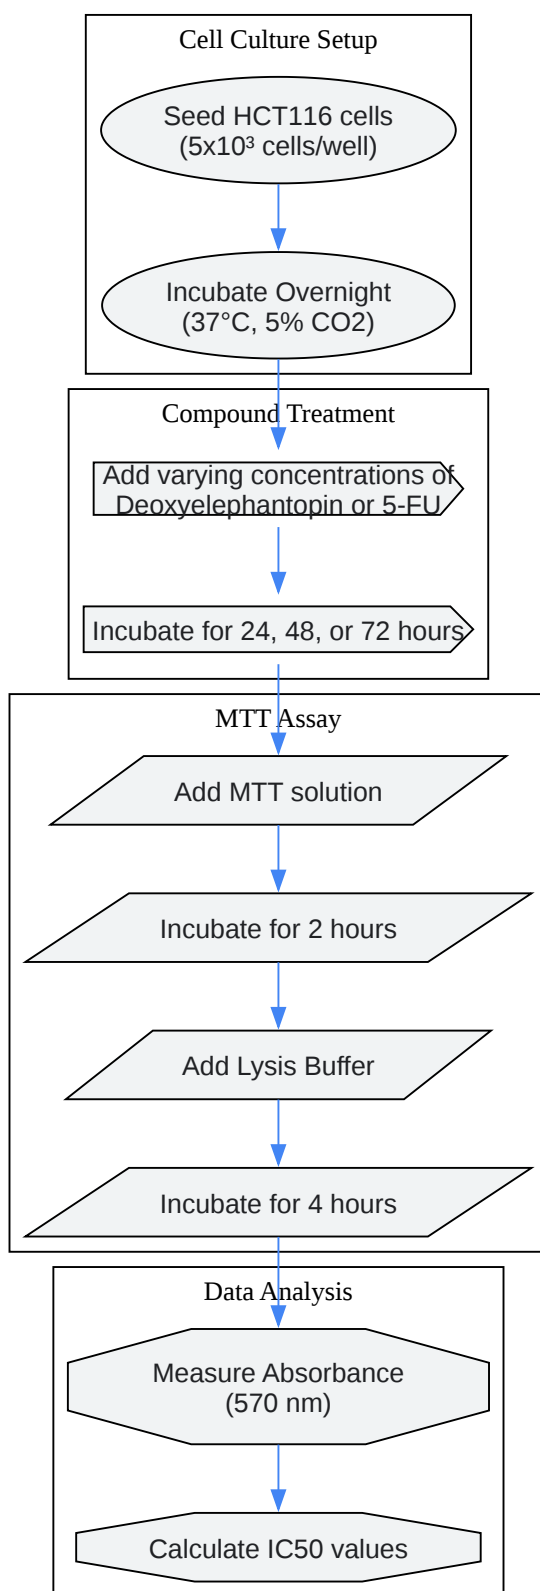 Cell Culture Setup
Seed HCT116 cells
(5x10³ cells/well)
Incubate Overnight
(37°C, 5% CO2)
Compound Treatment
Add varying concentrations of
Deoxyelephantopin or 5-FU
Incubate for 24, 48, or 72 hours
MTT Assay
Add MTT solution
Incubate for 2 hours
Add Lysis Buffer
Incubate for 4 hours
Data Analysis
Measure Absorbance
(570 nm)
Calculate IC50 values